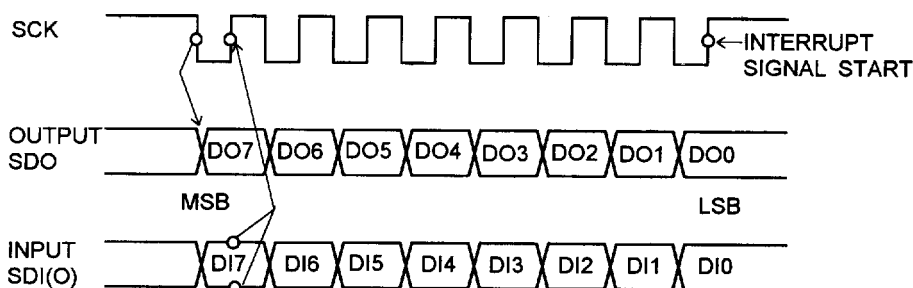 SCK
INTERRUPT
SIGNAL START
OUTPUT
SDO
DO7 DO6 DO5 DO4 DO3 DO2 DO1 DO0
MSB
LSB
INPUT
SDI(O)
DI7 DI6 DI5 DI4 DI3 DI2 DI1 DI0